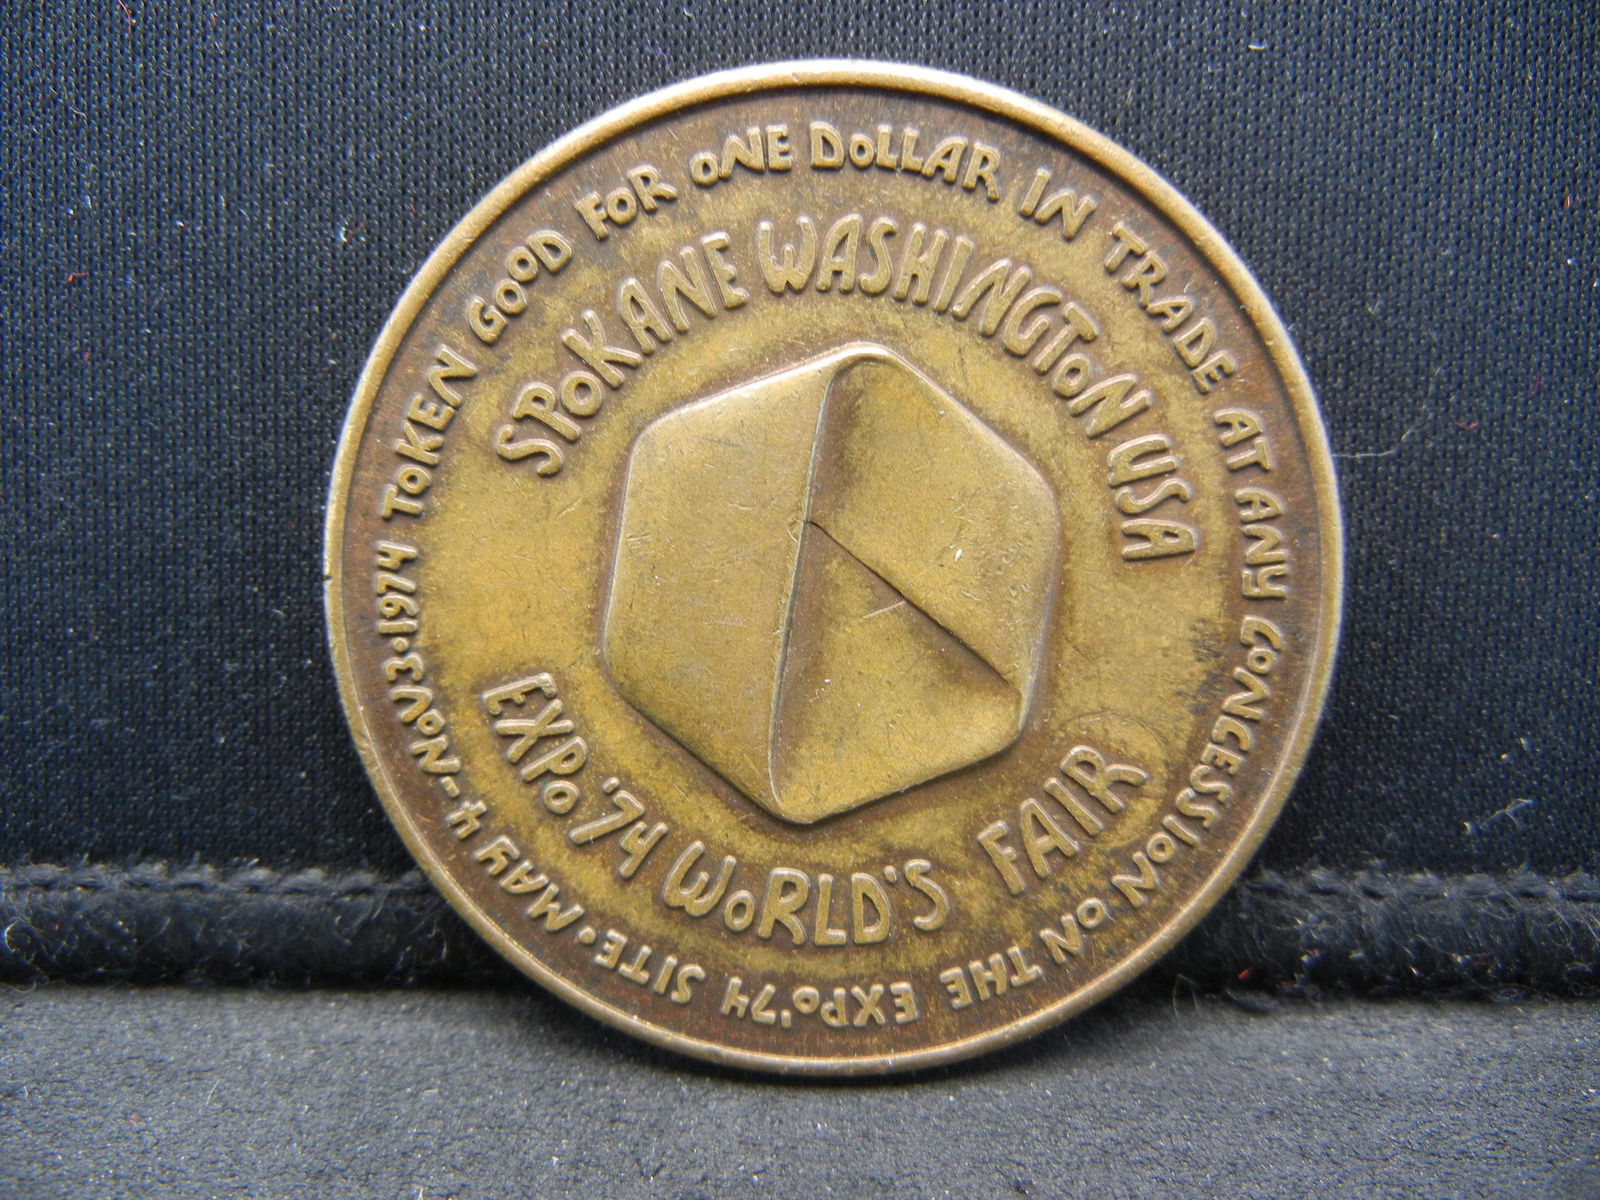 TOKEN GOOD FOR ONE DOLLAR IN TRADE AT ANY CONCESSION ON THE EXPO '74 SITE • MAY 4 - NOV 3 • 1974
SPOKANE WASHINGTON USA
EXPO '74 WORLD'S FAIR